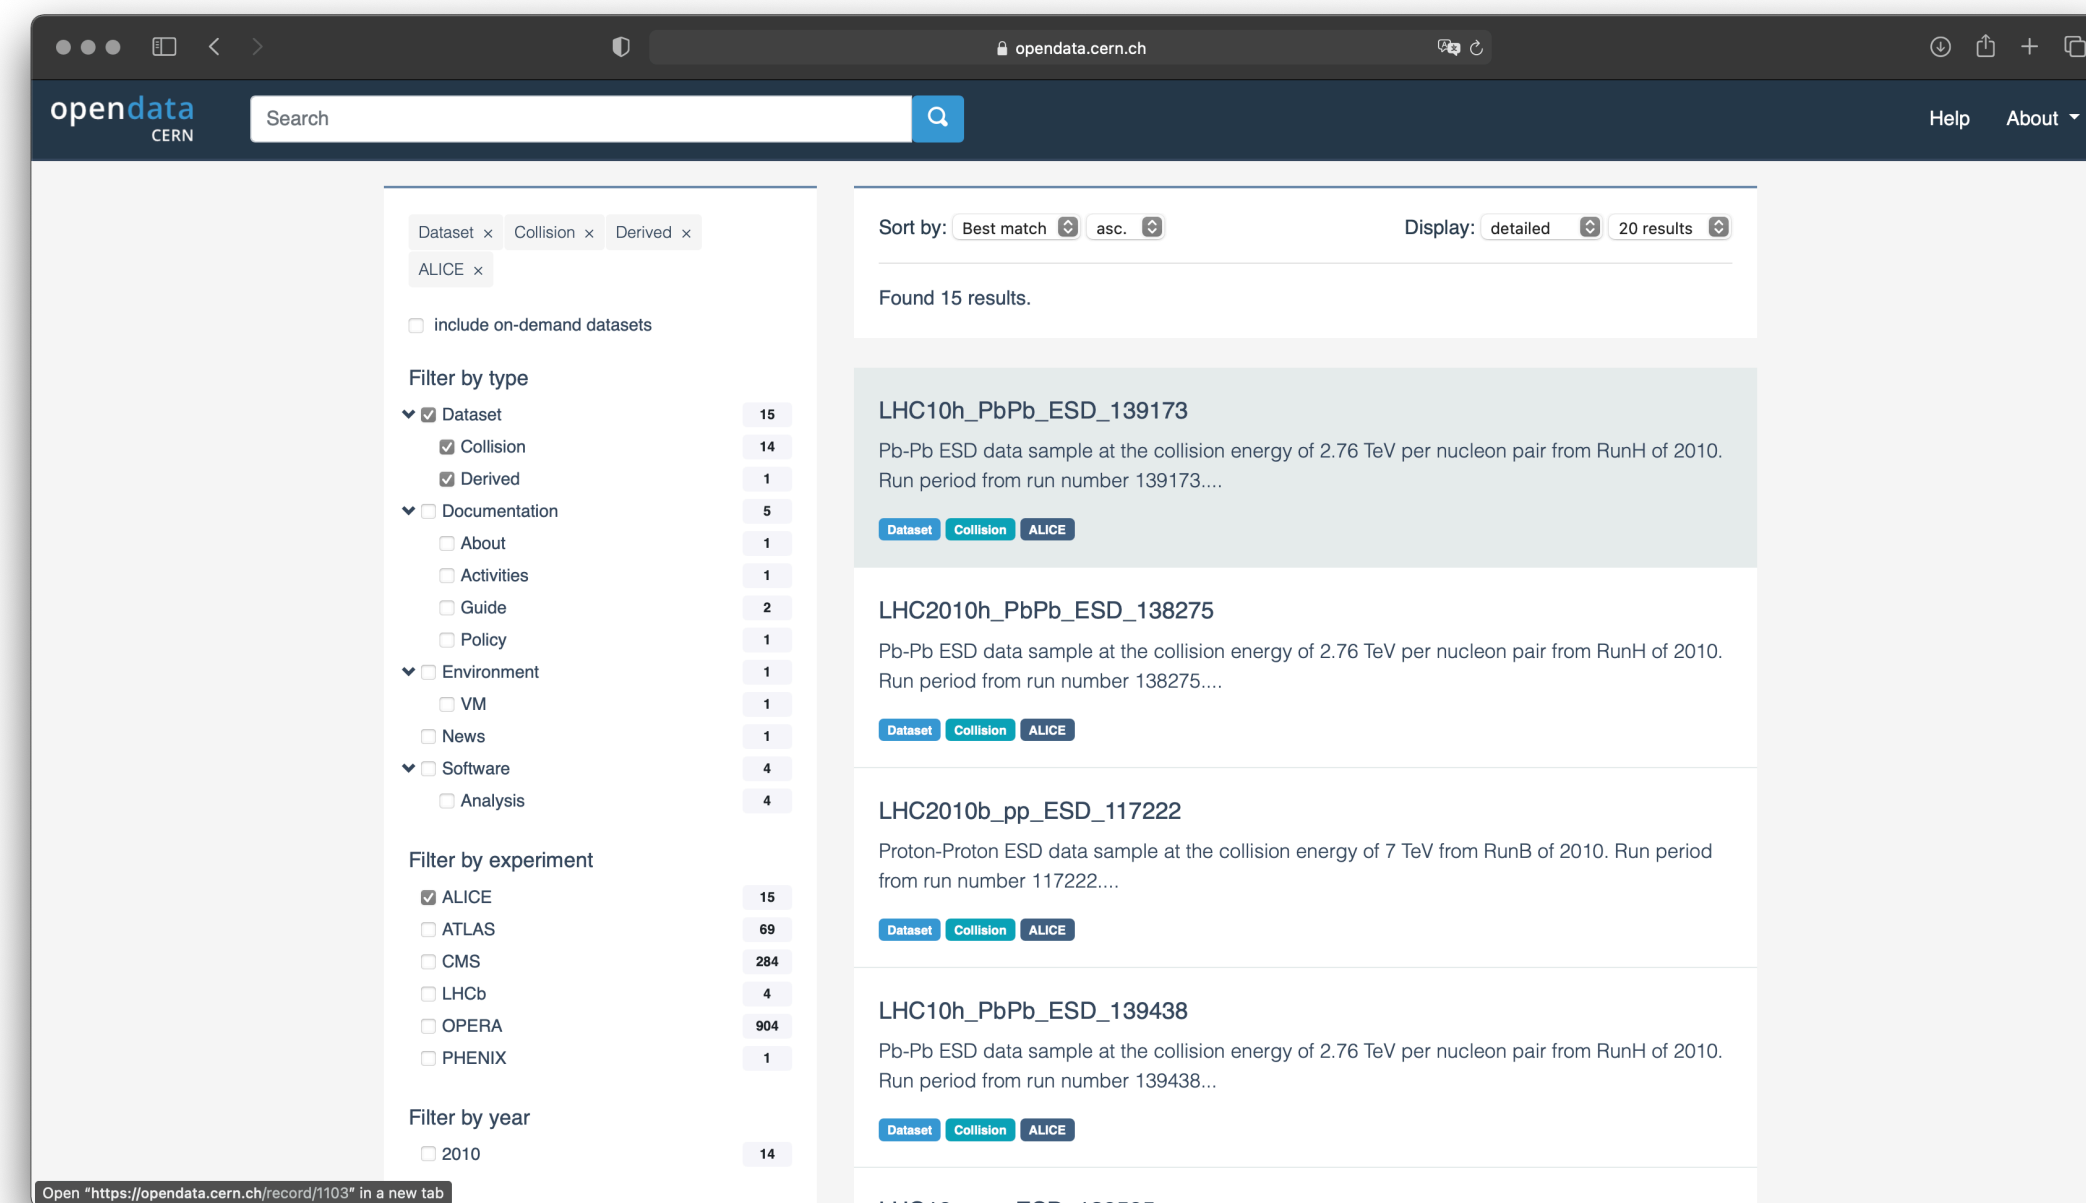 opendata.cern.ch
opendata
CERN
Search
Help
About
Dataset ×
Collision ×
Derived ×
ALICE ×
include on-demand datasets
Filter by type
Dataset 15
Collision 14
Derived 1
Documentation 5
About 1
Activities 1
Guide 2
Policy 1
Environment 1
VM 1
News 1
Software 4
Analysis 4
Filter by experiment
ALICE 15
ATLAS 69
CMS 284
LHCb 4
OPERA 904
PHENIX 1
Filter by year
2010 14
Sort by: Best match asc.
Display: detailed 20 results
Found 15 results.
LHC10h_PbPb_ESD_139173
Pb-Pb ESD data sample at the collision energy of 2.76 TeV per nucleon pair from RunH of 2010.
Run period from run number 139173....
Dataset Collision ALICE
LHC2010h_PbPb_ESD_138275
Pb-Pb ESD data sample at the collision energy of 2.76 TeV per nucleon pair from RunH of 2010.
Run period from run number 138275....
Dataset Collision ALICE
LHC2010b_pp_ESD_117222
Proton-Proton ESD data sample at the collision energy of 7 TeV from RunB of 2010. Run period
from run number 117222....
Dataset Collision ALICE
LHC10h_PbPb_ESD_139438
Pb-Pb ESD data sample at the collision energy of 2.76 TeV per nucleon pair from RunH of 2010.
Run period from run number 139438...
Dataset Collision ALICE
Open "https://opendata.cern.ch/record/1103" in a new tab